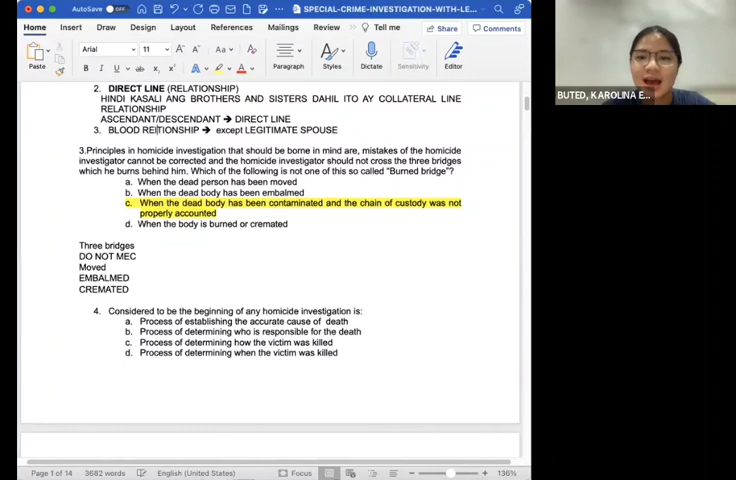 AutoSave OFF
SPECIAL-CRIME-INVESTIGATION-WITH-LE...
Home Insert Draw Design Layout References Mailings Review Tell me Share Comments
Arial 11
Paste Paragraph Styles Dictate Sensitivity Editor
2. DIRECT LINE (RELATIONSHIP)
HINDI KASALI ANG BROTHERS AND SISTERS DAHIL ITO AY COLLATERAL LINE
RELATIONSHIP
ASCENDANT/DESCENDANT → DIRECT LINE
3. BLOOD REITIONSHIP → except LEGITIMATE SPOUSE
3.Principles in homicide investigation that should be borne in mind are, mistakes of the homicide
investigator cannot be corrected and the homicide investigator should not cross the three bridges
which he burns behind him. Which of the following is not one of this so called “Burned bridge”?
a. When the dead person has been moved
b. When the dead body has been embalmed
c. When the dead body has been contaminated and the chain of custody was not
properly accounted
d. When the body is burned or cremated
Three bridges
DO NOT MEC
Moved
EMBALMED
CREMATED
4. Considered to be the beginning of any homicide investigation is:
a. Process of establishing the accurate cause of death
b. Process of determining who is responsible for the death
c. Process of determining how the victim was killed
d. Process of determining when the victim was killed
Page 1 of 14 3682 words English (United States) Focus 136%
BUTED, KAROLINA E...